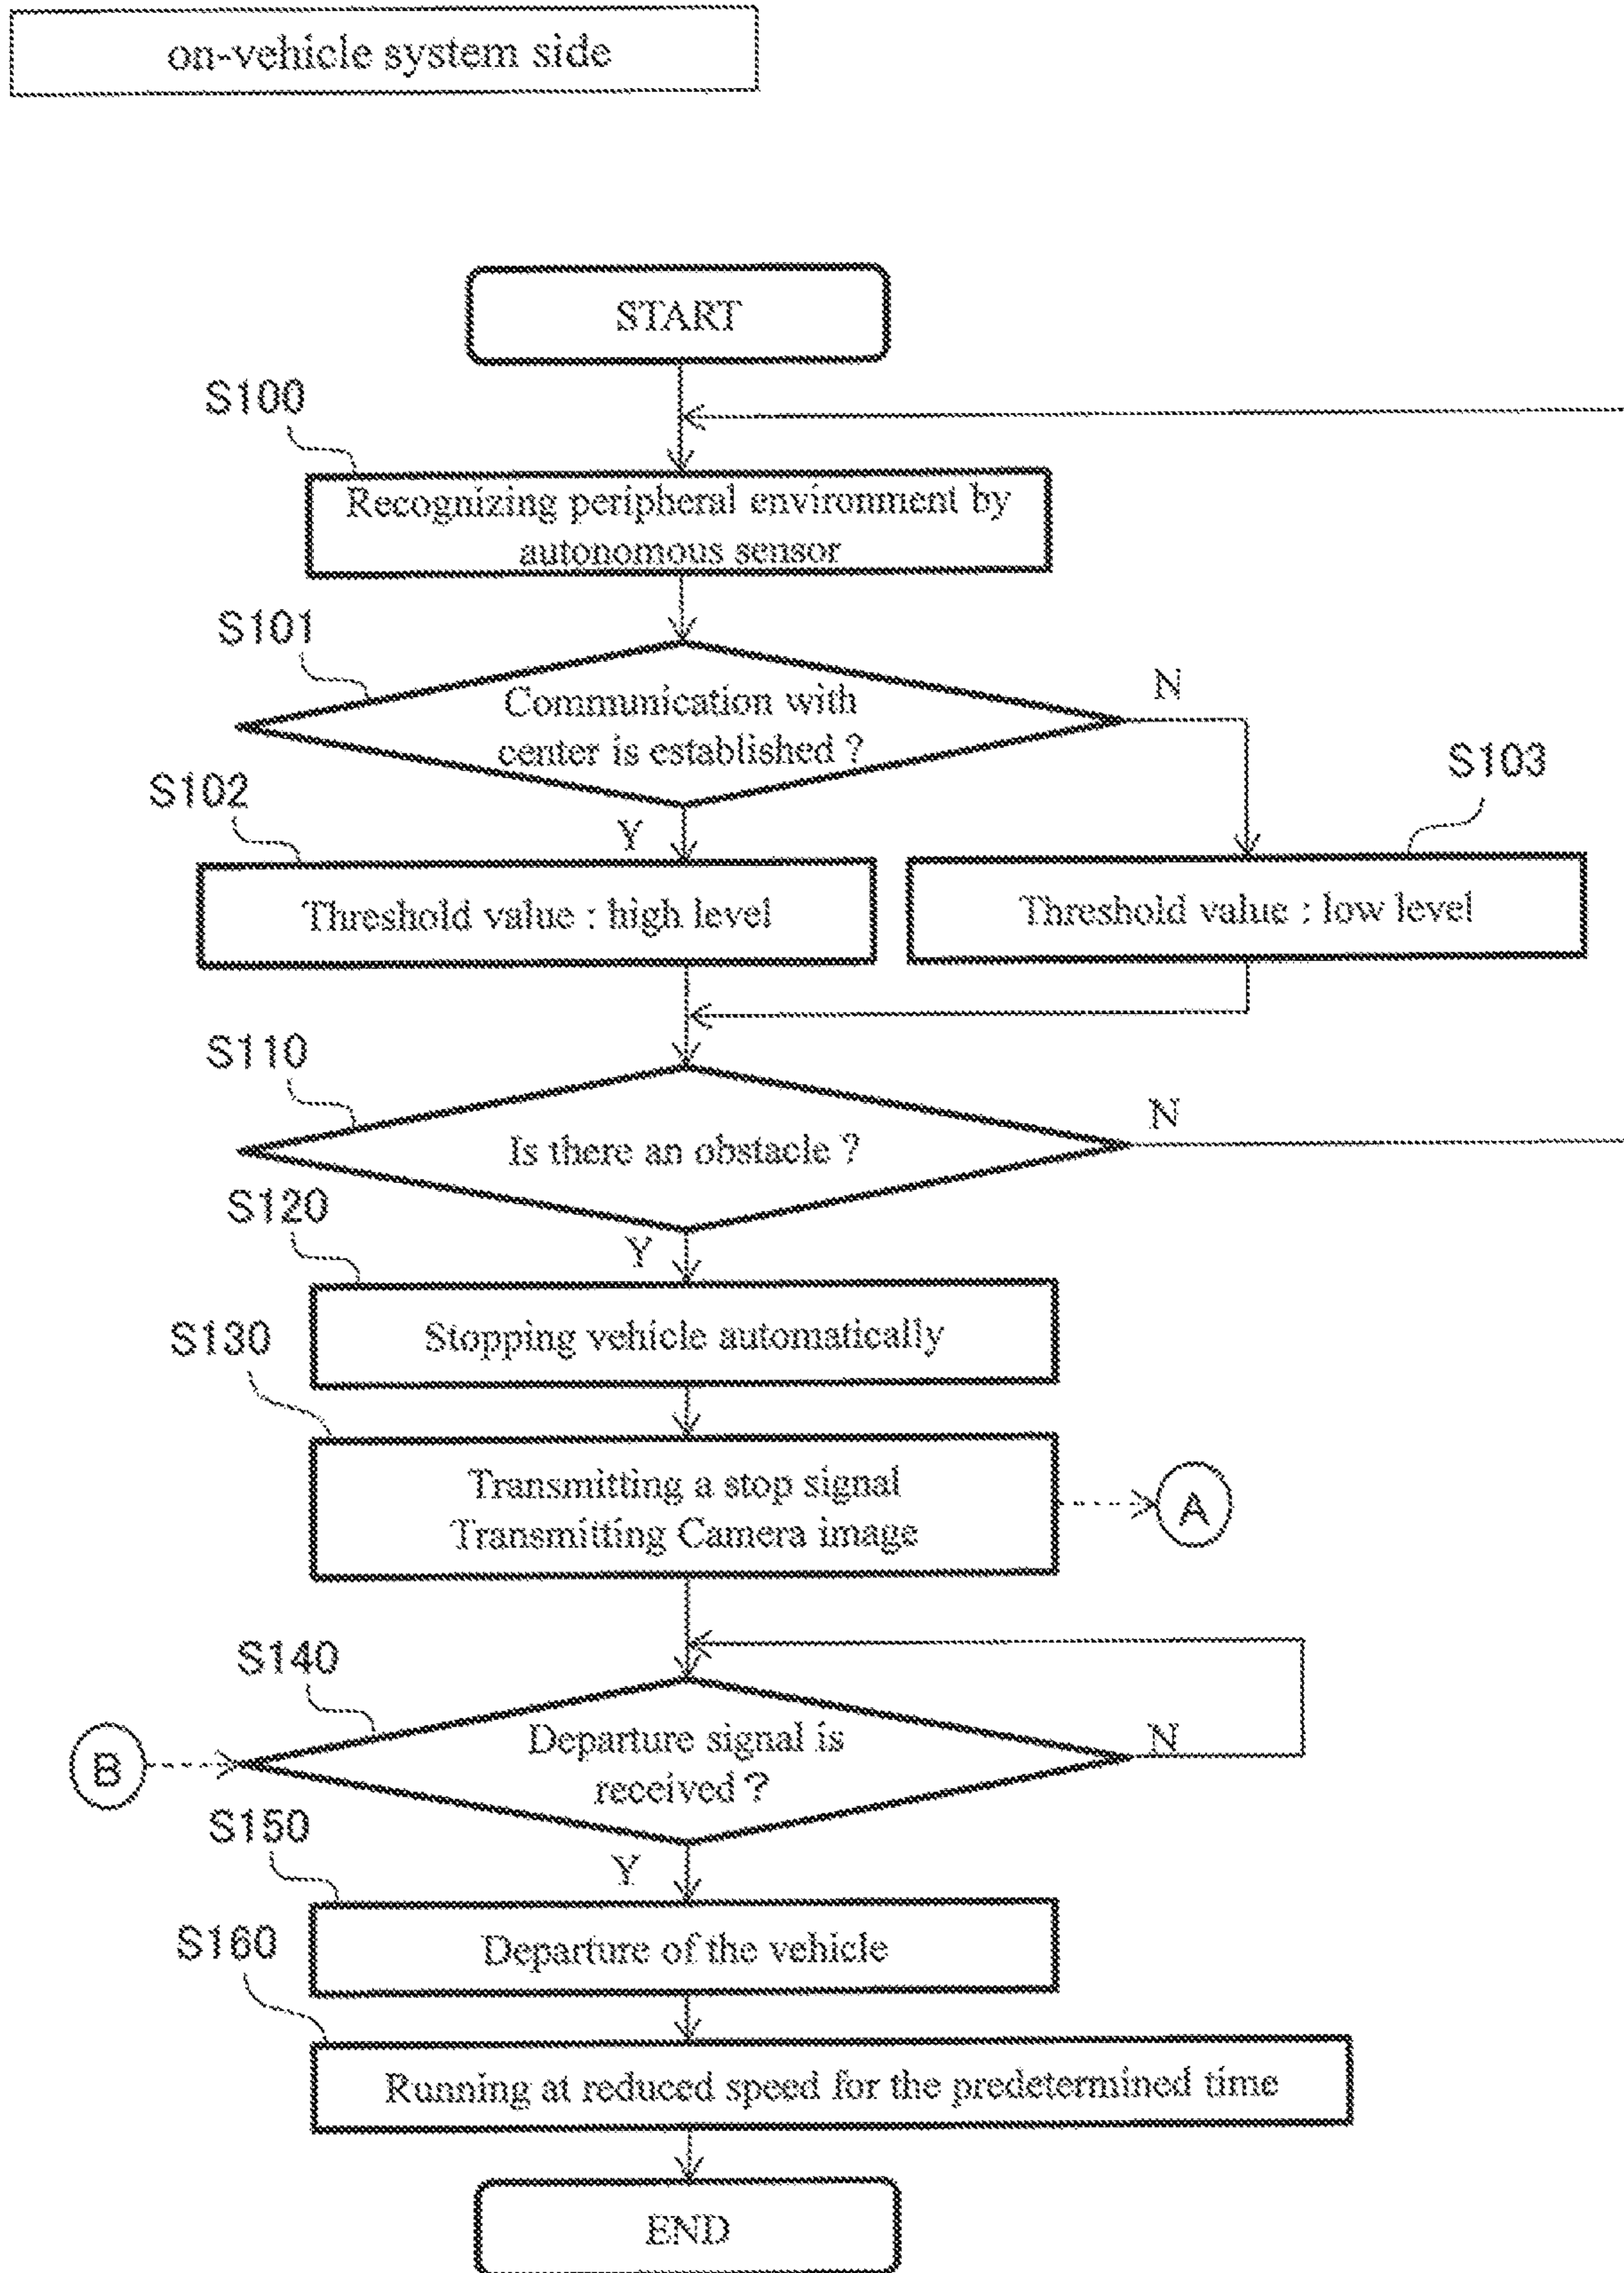 on-vehicle system side
START
S100
Recognizing peripheral environment by
autonomous sensor
S101
Communication with
center is established ?
N
S102
Y
S103
Threshold value : high level
Threshold value : low level
S110
Is there an obstacle ?
N
S120
Y
Stopping vehicle automatically
S130
Transmitting a stop signal
Transmitting Camera image
A
S140
Departure signal is
received ?
N
B
S150
Y
Departure of the vehicle
S160
Running at reduced speed for the predetermined time
END